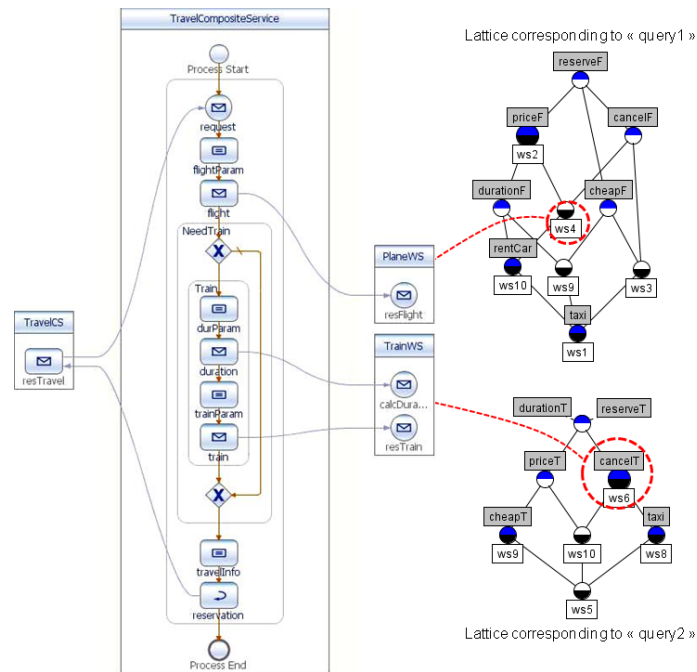 TravelCompositeService
Process Start
request
flightParam
flight
NeedTrain
X
Train
durParam
duration
trainParam
train
X
travelInfo
reservation
Process End
TravelCS
resTravel
PlaneWS
resFlight
TrainWS
calcDura...
resTrain
Lattice corresponding to « query1 »
reserveF
priceF
cancelF
ws2
durationF
cheapF
ws4
rentCar
ws10
ws9
ws3
taxi
ws1
durationT
reserveT
priceT
cancelT
ws6
cheapT
taxi
ws9
ws10
ws8
ws5
Lattice corresponding to « query2 »